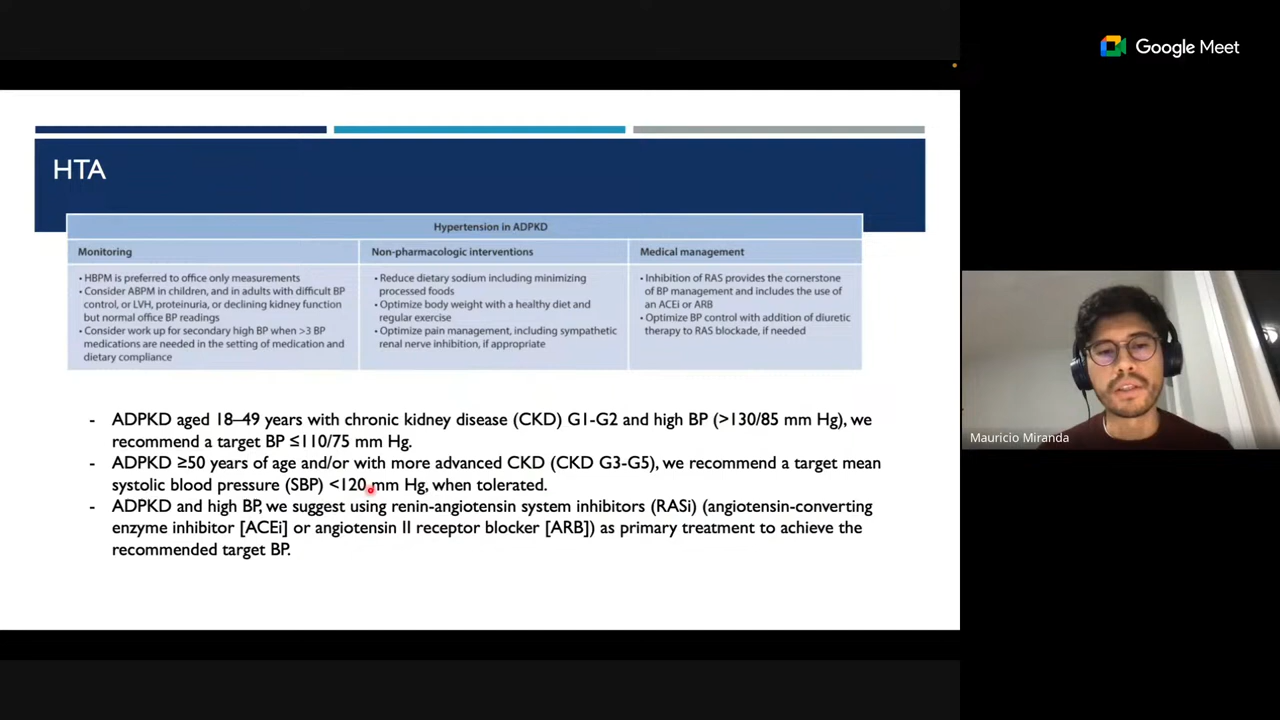 Google Meet
HTA
Hypertension in ADPKD
Monitoring
• HBPM is preferred to office only measurements
• Consider ABPM in children, and in adults with difficult BP
control, or LVH, proteinuria, or declining kidney function
but normal office BP readings
• Consider work up for secondary high BP when >3 BP
medications are needed in the setting of medication and
dietary compliance
Non-pharmacologic interventions
• Reduce dietary sodium including minimizing
processed foods
• Optimize body weight with a healthy diet and
regular exercise
• Optimize pain management, including sympathetic
renal nerve inhibition, if appropriate
Medical management
• Inhibition of RAS provides the cornerstone
of BP management and includes the use of
an ACEi or ARB
• Optimize BP control with addition of diuretic
therapy to RAS blockade, if needed
- ADPKD aged 18–49 years with chronic kidney disease (CKD) G1-G2 and high BP (>130/85 mm Hg), we
recommend a target BP ≤110/75 mm Hg.
- ADPKD ≥50 years of age and/or with more advanced CKD (CKD G3-G5), we recommend a target mean
systolic blood pressure (SBP) <120 mm Hg, when tolerated.
- ADPKD and high BP, we suggest using renin-angiotensin system inhibitors (RASi) (angiotensin-converting
enzyme inhibitor [ACEi] or angiotensin II receptor blocker [ARB]) as primary treatment to achieve the
recommended target BP.
Mauricio Miranda